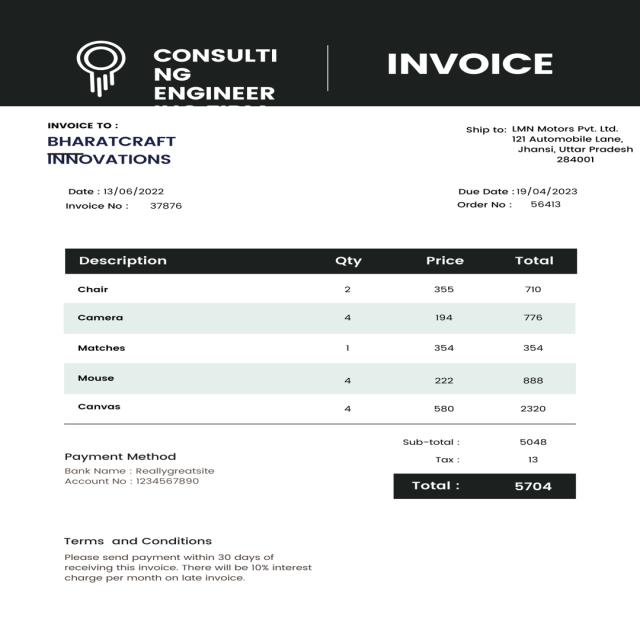 CONSULTI
NG
ENGINEER
INVOICE
INVOICE TO :
BHARATCRAFT
INNOVATIONS
Ship to: LMN Motors Pvt. Ltd.
121 Automobile Lane,
Jhansi, Uttar Pradesh
284001
Date : 13/06/2022
Invoice No : 37876
Due Date : 19/04/2023
Order No : 56413
Description Qty Price Total
Chair 2 355 710
Camera 4 194 776
Matches 1 354 354
Mouse 4 222 888
Canvas 4 580 2320
Sub-total : 5048
Tax : 13
Total : 5704
Payment Method
Bank Name : Reallygreatsite
Account No : 1234567890
Terms and Conditions
Please send payment within 30 days of
receiving this invoice. There will be 10% interest
charge per month on late invoice.